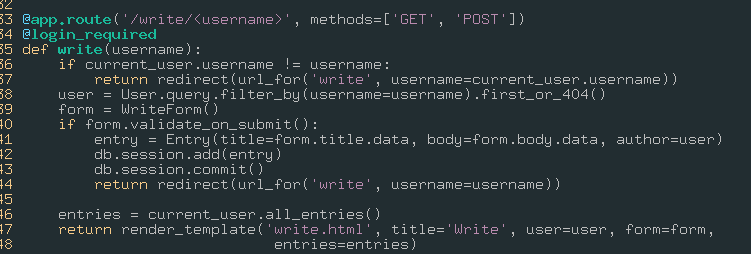 32
33 @app.route('/write/<username>', methods=['GET', 'POST'])
34 @login_required
35 def write(username):
36     if current_user.username != username:
37         return redirect(url_for('write', username=current_user.username))
38     user = User.query.filter_by(username=username).first_or_404()
39     form = WriteForm()
40     if form.validate_on_submit():
41         entry = Entry(title=form.title.data, body=form.body.data, author=user)
42         db.session.add(entry)
43         db.session.commit()
44         return redirect(url_for('write', username=username))
45
46     entries = current_user.all_entries()
47     return render_template('write.html', title='Write', user=user, form=form,
48                            entries=entries)